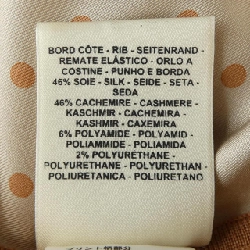 BORD CÔTE - RIB - SEITENRAND -
REMATE ELÁSTICO - ORLO A
COSTINE - PUNHO E BORDA
46% SOIE - SILK - SEIDE - SETA -
SEDA
46% CACHEMIRE - CASHMERE -
KASCHMIR - CACHEMIRA -
KASHMIR - CAXEMIRA
6% POLYAMIDE - POLYAMID -
POLIAMMIDE - POLIAMIDA
2% POLYURETHANE -
POLYURETHANE - POLYURETHAN -
POLIURETANICA - POLIURETANO